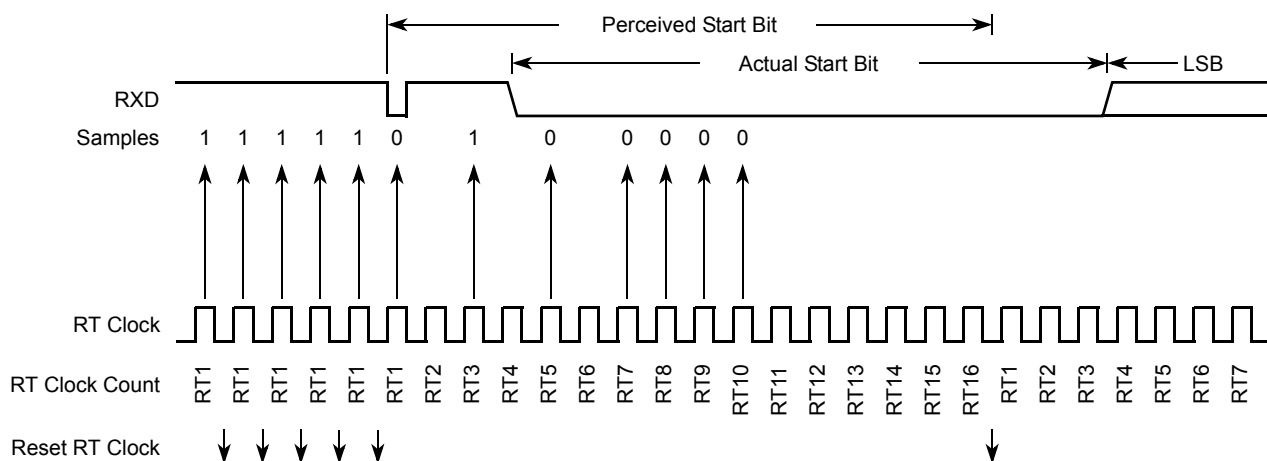 Perceived Start Bit
Actual Start Bit LSB
RXD
Samples 1 1 1 1 1 0 1 0 0 0 0 0
RT Clock
RT Clock Count RT1 RT1 RT1 RT1 RT1 RT1 RT2 RT3 RT4 RT5 RT6 RT7 RT8 RT9 RT10 RT11 RT12 RT13 RT14 RT15 RT16 RT1 RT2 RT3 RT4 RT5 RT6 RT7
Reset RT Clock